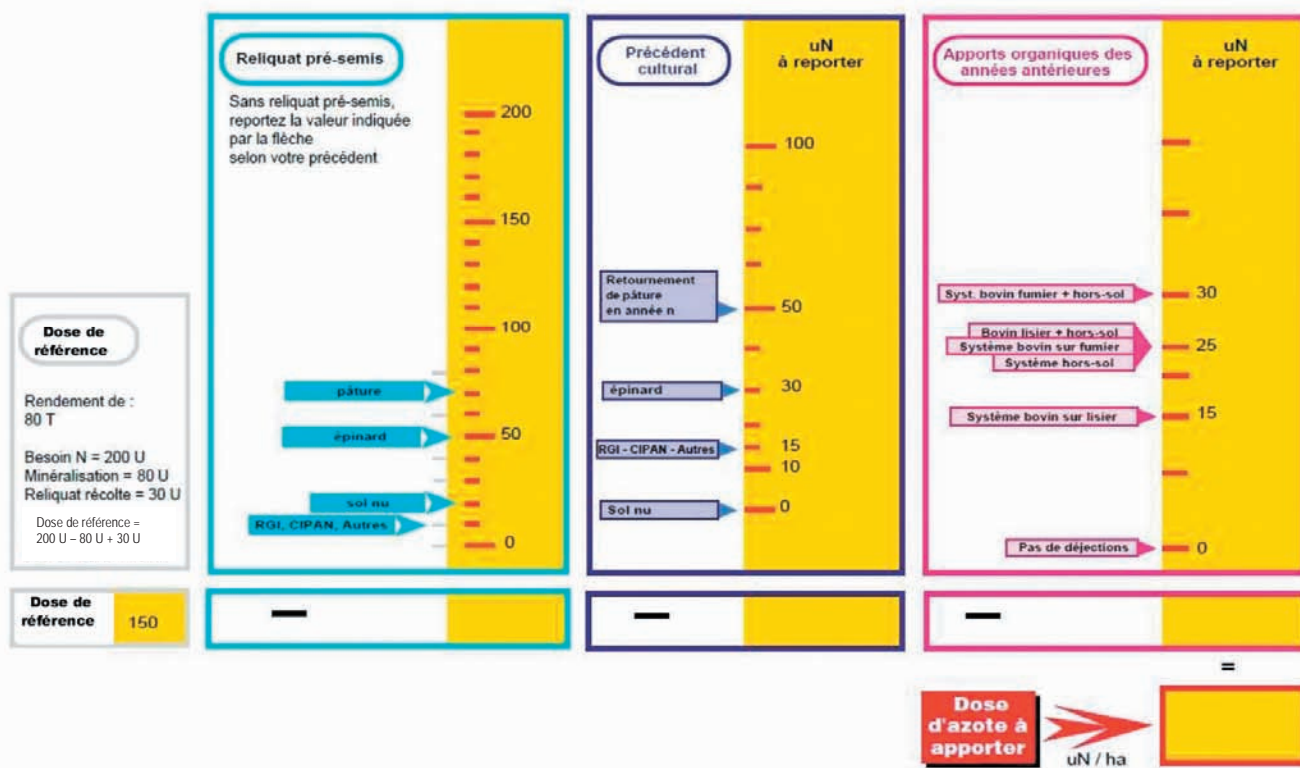 Dose de
référence
Rendement de :
80 T
Besoin N = 200 U
Minéralisation = 80 U
Reliquat récolte = 30 U
Dose de référence =
200 U – 80 U + 30 U
Dose de
référence
150
Reliquat pré-semis
Sans reliquat pré-semis,
reportez la valeur indiquée
par la flèche
selon votre précédent
200
150
100
pâture
épinard
50
sol nu
RGI, CIPAN, Autres
0
—
Précédent
cultural
uN
à reporter
100
Retournement
de pâture
en année n
50
épinard
30
RGI - CIPAN - Autres
15
10
Sol nu
0
—
Apports organiques des
années antérieures
uN
à reporter
Syst. bovin fumier + hors-sol
30
Bovin lisier + hors-sol
Système bovin sur fumier
25
Système hors-sol
Système bovin sur lisier
15
Pas de déjections
0
—
=
Dose
d'azote à
apporter
uN / ha